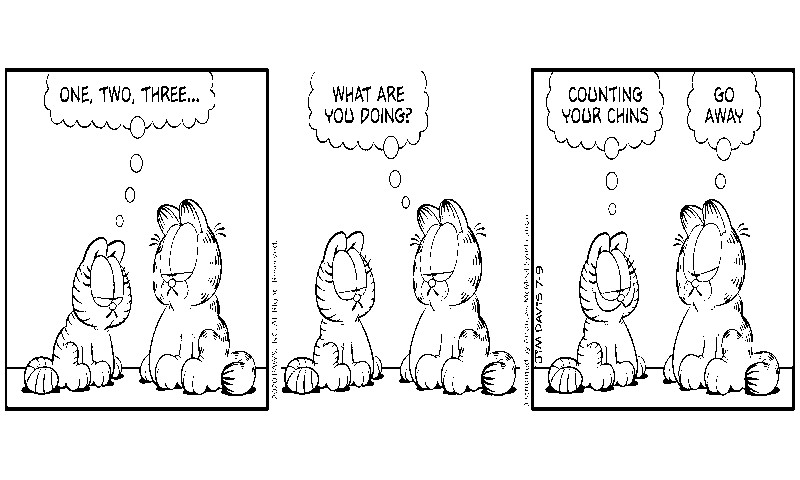 ONE, TWO, THREE...
WHAT ARE
YOU DOING?
COUNTING
YOUR CHINS
GO
AWAY
JIM DAVIS 7-9